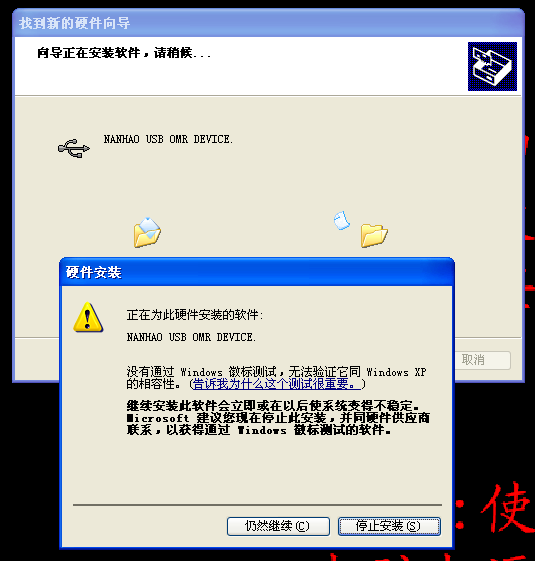 找到新的硬件向导
向导正在安装软件，请稍候...
NANHAO USB OMR DEVICE.
硬件安装
正在为此硬件安装的软件:
NANHAO USB OMR DEVICE.
没有通过 Windows 徽标测试，无法验证它同 Windows XP
的相容性。(告诉我为什么这个测试很重要。)
继续安装此软件会立即或在以后使系统变得不稳定。
Microsoft 建议您现在停止此安装，并同硬件供应商
联系，以获得通过 Windows 徽标测试的软件。
仍然继续(C)
停止安装(S)
取消
:使